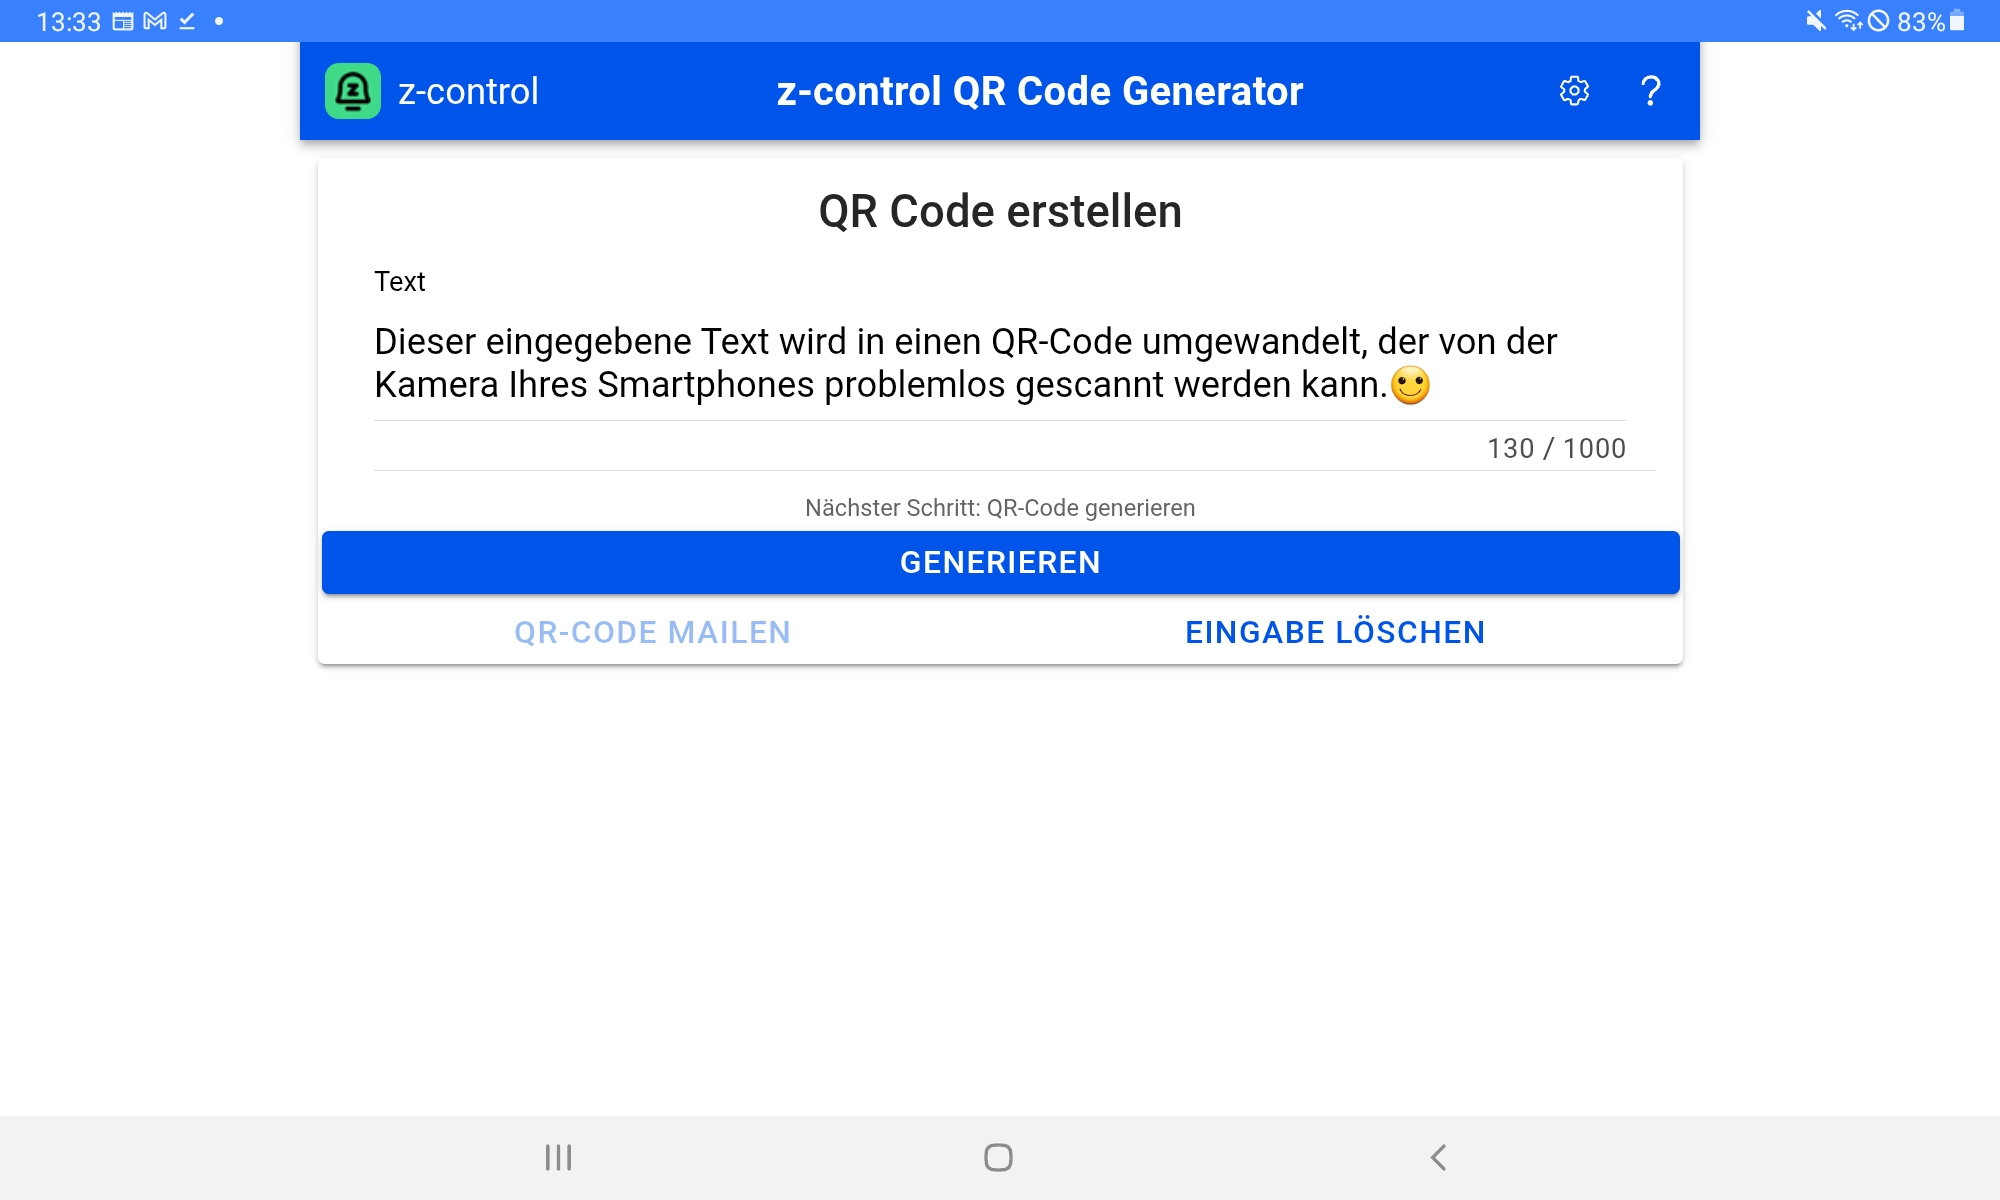 13:33
83%
z-control
z-control QR Code Generator
?
QR Code erstellen
Text
Dieser eingegebene Text wird in einen QR-Code umgewandelt, der von der
Kamera Ihres Smartphones problemlos gescannt werden kann.🙂
130 / 1000
Nächster Schritt: QR-Code generieren
GENERIEREN
QR-CODE MAILEN
EINGABE LÖSCHEN